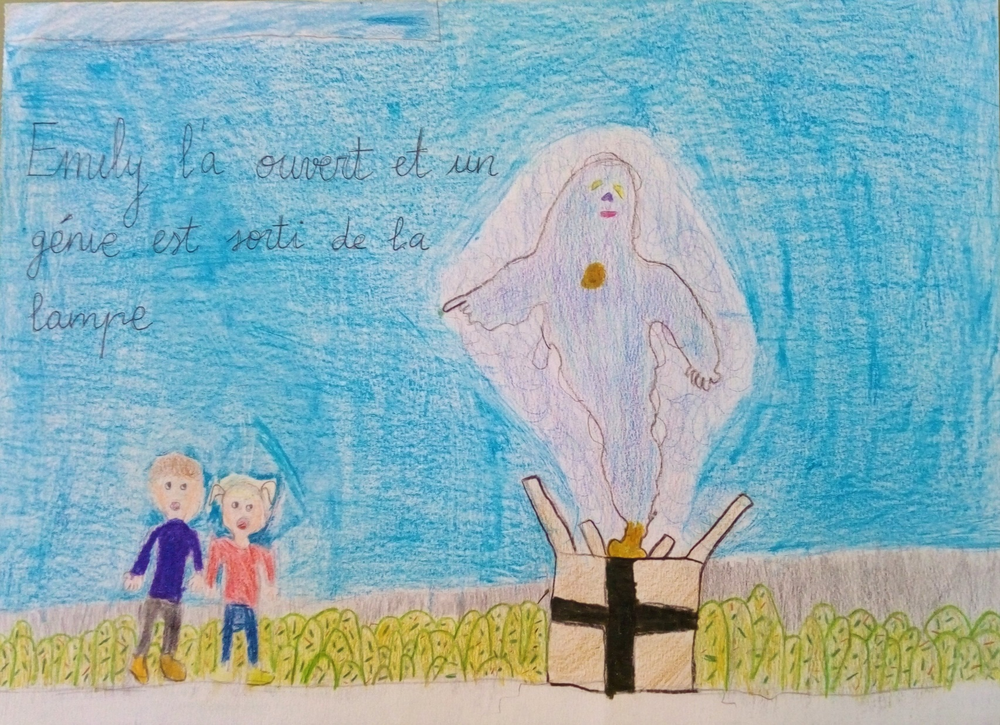 Emily l'a ouvert et un
génie est sorti de la
lampe